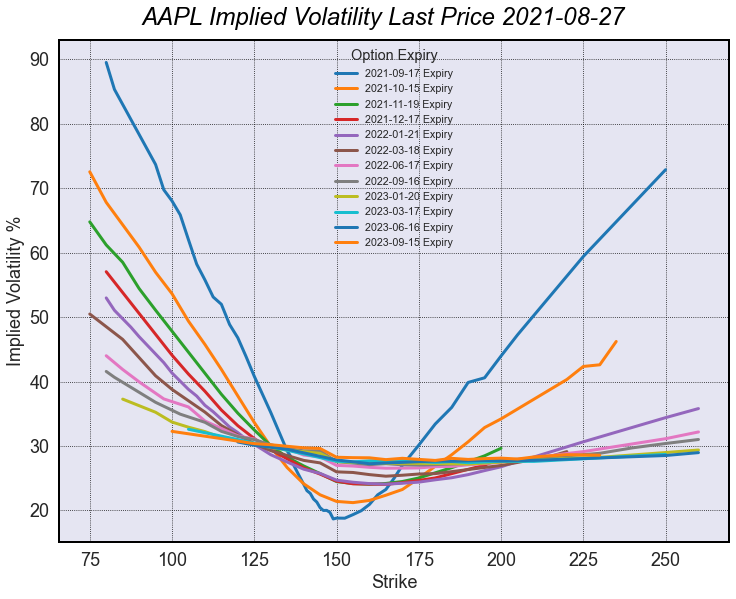 AAPL Implied Volatility Last Price 2021-08-27
Option Expiry
2021-09-17 Expiry
2021-10-15 Expiry
2021-11-19 Expiry
2021-12-17 Expiry
2022-01-21 Expiry
2022-03-18 Expiry
2022-06-17 Expiry
2022-09-16 Expiry
2023-01-20 Expiry
2023-03-17 Expiry
2023-06-16 Expiry
2023-09-15 Expiry
Implied Volatility %
90
80
70
60
50
40
30
20
75 100 125 150 175 200 225 250
Strike